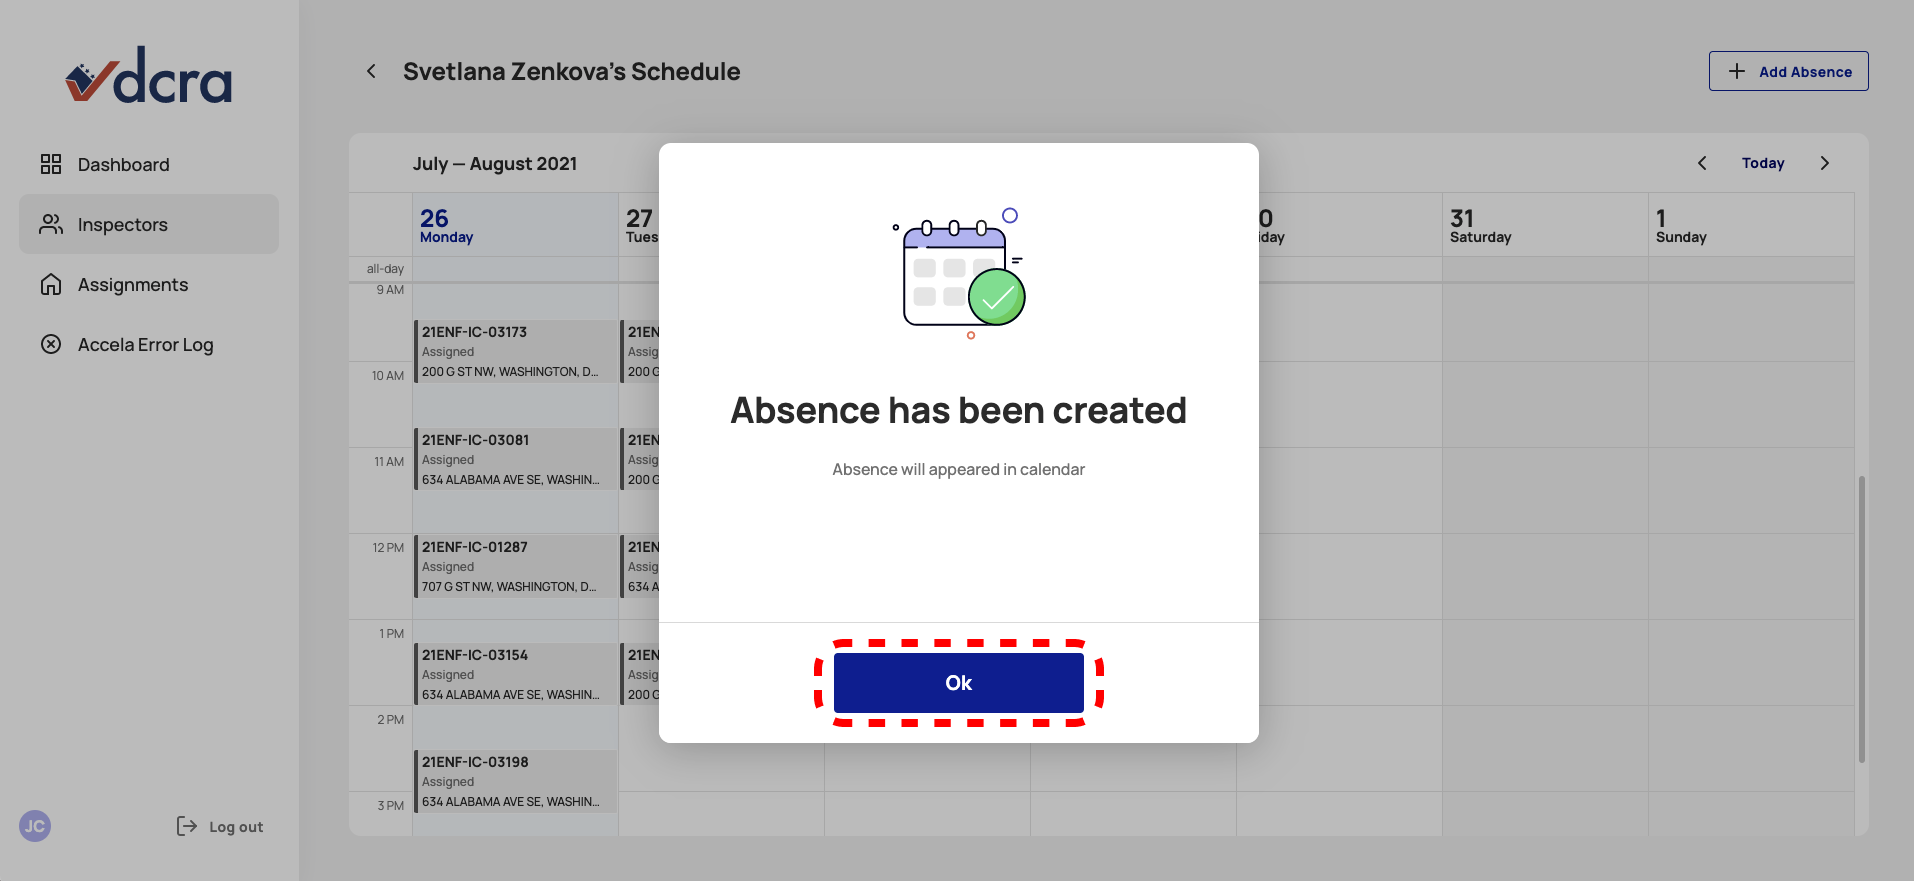 dcra
Dashboard
Inspectors
Assignments
Accela Error Log
JC
Log out
Svetlana Zenkova's Schedule
Add Absence
July — August 2021
Today
26
Monday
27
Tues
0
day
31
Saturday
1
Sunday
all-day
9 AM
10 AM
11 AM
12 PM
1 PM
2 PM
3 PM
21ENF-IC-03173
Assigned
200 G ST NW, WASHINGTON, D...
21ENF-IC-03081
Assigned
634 ALABAMA AVE SE, WASHIN...
21ENF-IC-01287
Assigned
707 G ST NW, WASHINGTON, D...
21ENF-IC-03154
Assigned
634 ALABAMA AVE SE, WASHIN...
21ENF-IC-03198
Assigned
634 ALABAMA AVE SE, WASHIN...
21EN
Assig
200 G
21EN
Assig
200 G
21EN
Assig
634 A
21EN
Assig
200 G
Absence has been created
Absence will appeared in calendar
Ok